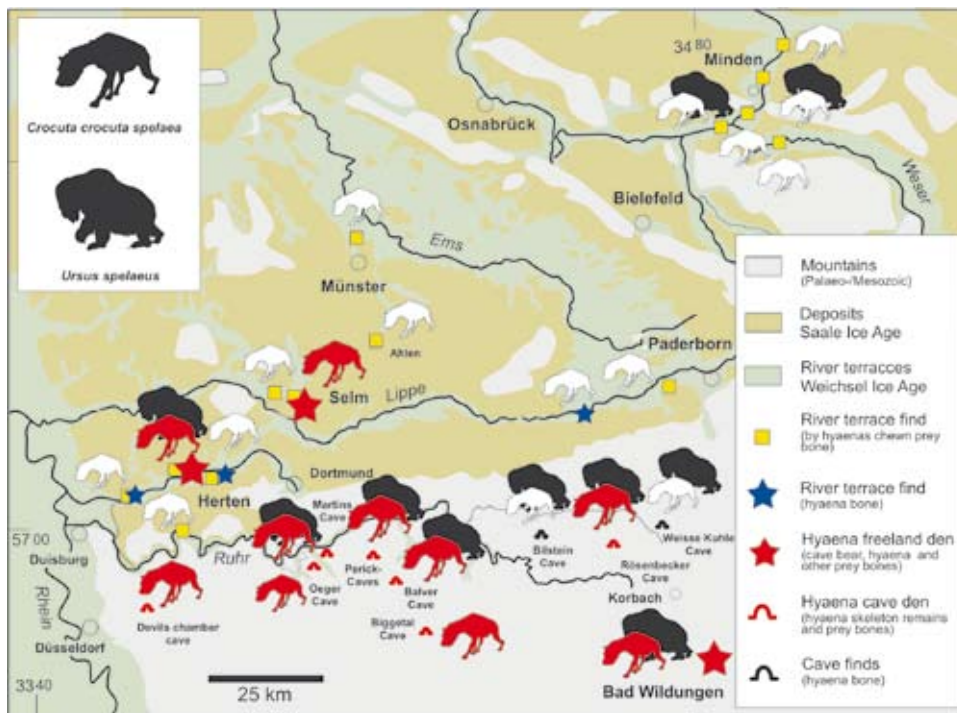 Crocuta crocuta spelaea
Ursus spelaeus
34 80
Minden
Osnabrück
Weser
Bielefeld
Ems
Münster
Ahlen
Paderborn
Selm
Lippe
Dortmund
Herten
Martins
Cave
57 00
Duisburg
Ruhr
Rhein
Oeger
Cave
Perick-
Caves
Balver
Cave
Bilstein
Cave
Rösenbecker
Cave
Weisse Kuhle
Cave
Devils chamber
cave
Biggetal
Cave
Korbach
Düsseldorf
Bad Wildungen
33 40
25 km
Mountains
(Palaeo-/Mesozoic)
Deposits
Saale Ice Age
River terracces
Weichsel Ice Age
River terrace find
(by hyaenas chewn prey
bone)
River terrace find
(hyaena bone)
Hyaena freeland den
(cave bear, hyaena and
other prey bones)
Hyaena cave den
(hyaena skeleton remains
and prey bones)
Cave finds
(hyaena bone)